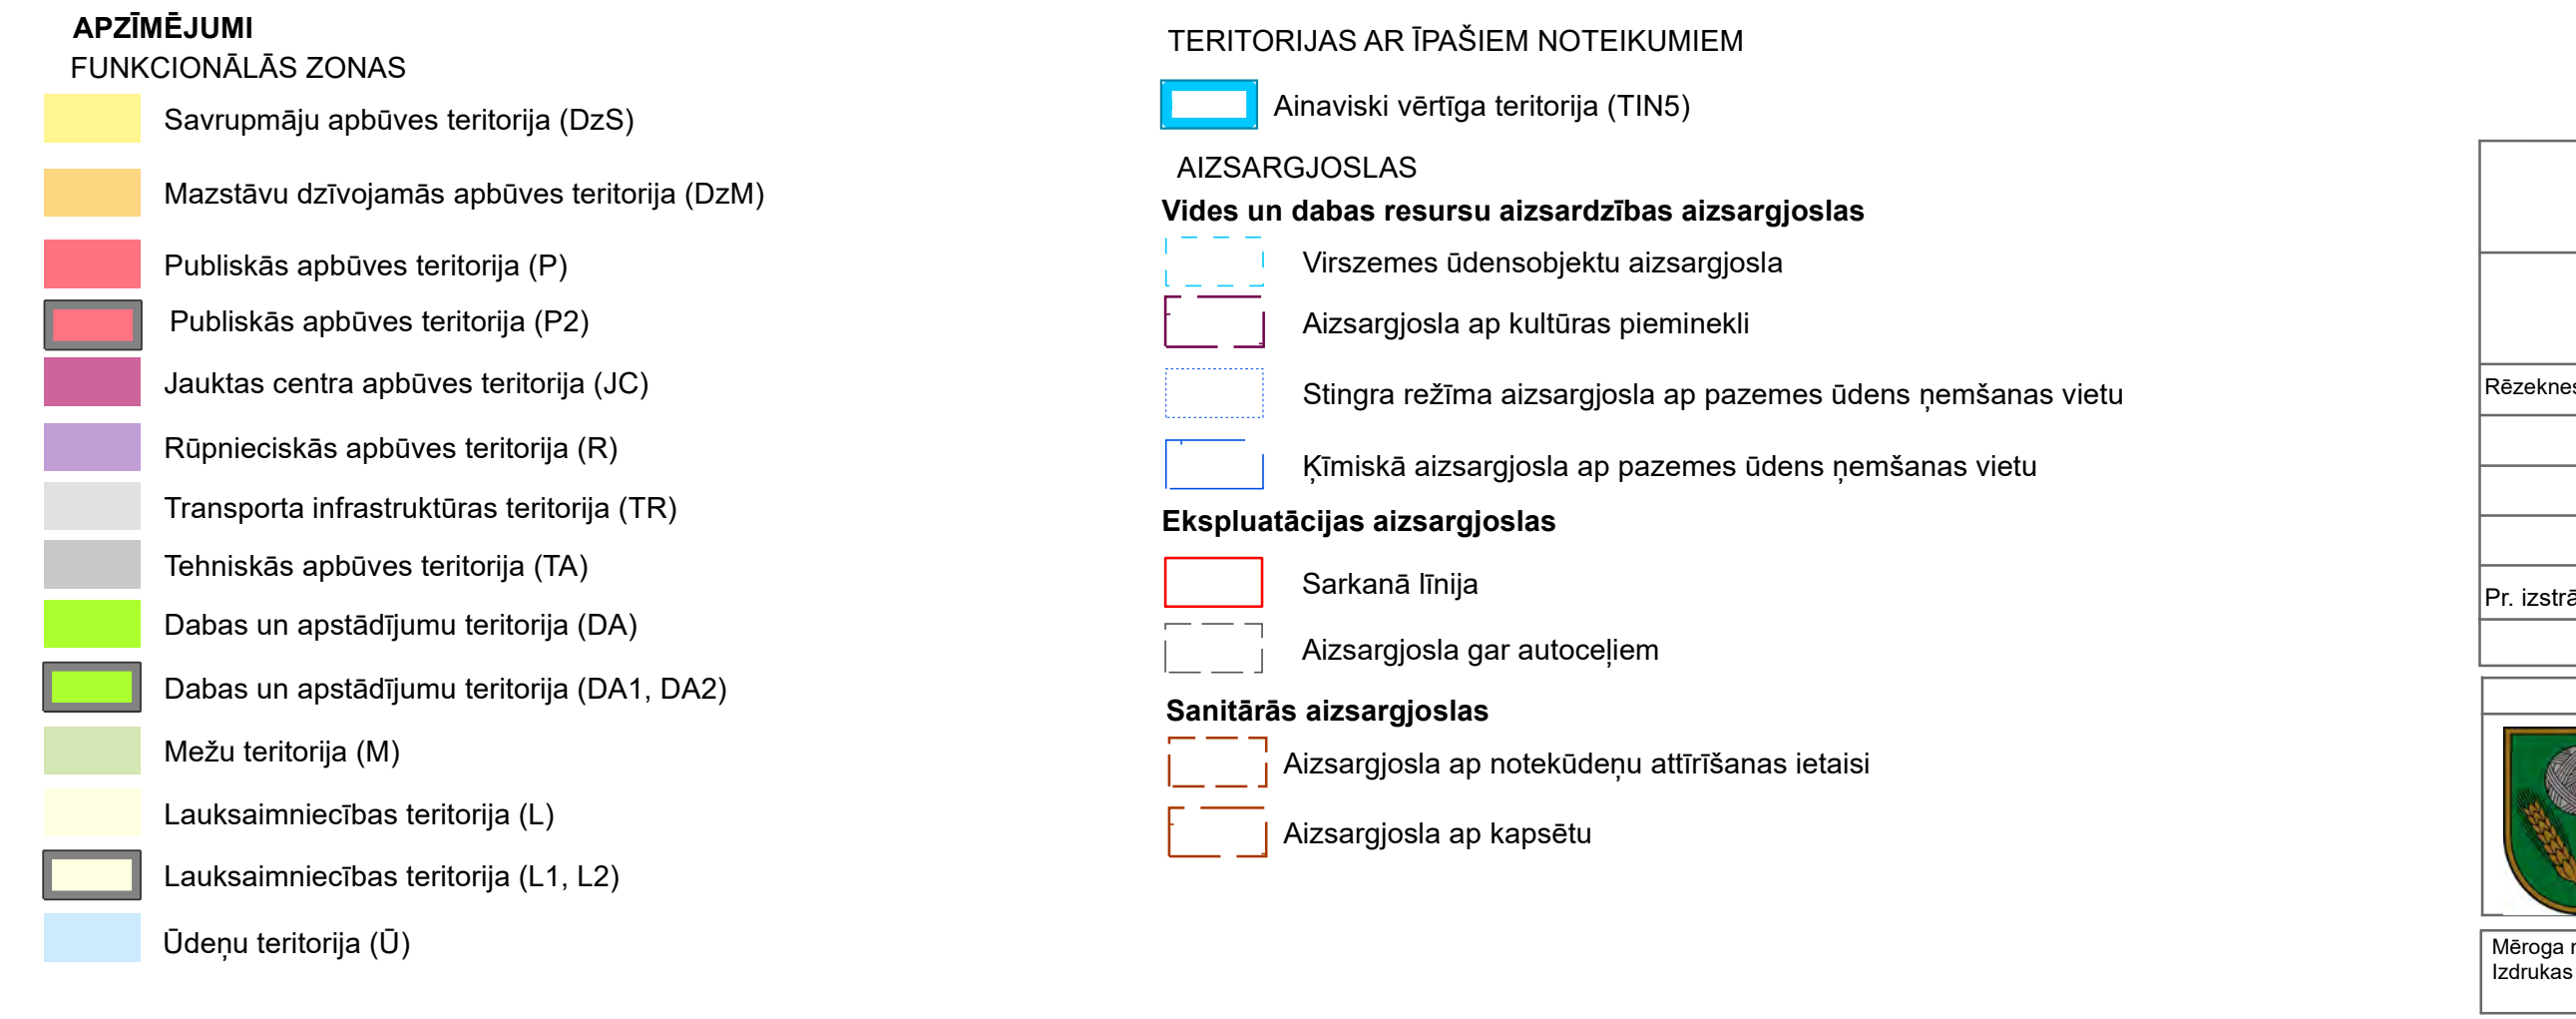 APZĪMĒJUMI
FUNKCIONĀLĀS ZONAS
Savrupmāju apbūves teritorija (DzS)
Mazstāvu dzīvojamās apbūves teritorija (DzM)
Publiskās apbūves teritorija (P)
Publiskās apbūves teritorija (P2)
Jauktas centra apbūves teritorija (JC)
Rūpnieciskās apbūves teritorija (R)
Transporta infrastruktūras teritorija (TR)
Tehniskās apbūves teritorija (TA)
Dabas un apstādījumu teritorija (DA)
Dabas un apstādījumu teritorija (DA1, DA2)
Mežu teritorija (M)
Lauksaimniecības teritorija (L)
Lauksaimniecības teritorija (L1, L2)
Ūdeņu teritorija (Ū)
TERITORIJAS AR ĪPAŠIEM NOTEIKUMIEM
Ainaviski vērtīga teritorija (TIN5)
AIZSARGJOSLAS
Vides un dabas resursu aizsardzības aizsargjoslas
Virszemes ūdensobjektu aizsargjosla
Aizsargjosla ap kultūras pieminekli
Stingra režīma aizsargjosla ap pazemes ūdens ņemšanas vietu
Ķīmiskā aizsargjosla ap pazemes ūdens ņemšanas vietu
Ekspluatācijas aizsargjoslas
Sarkanā līnija
Aizsargjosla gar autoceļiem
Sanitārās aizsargjoslas
Aizsargjosla ap notekūdeņu attīrīšanas ietaisi
Aizsargjosla ap kapsētu
Rēzeknes
Pr. izstrā
Mēroga
Izdrukas